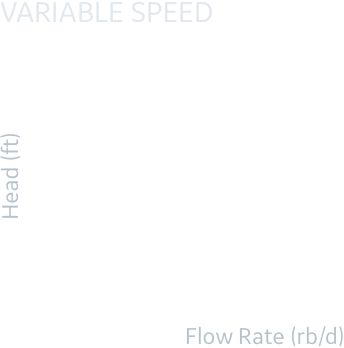 VARIABLE SPEED
Head (ft)
Flow Rate (rb/d)